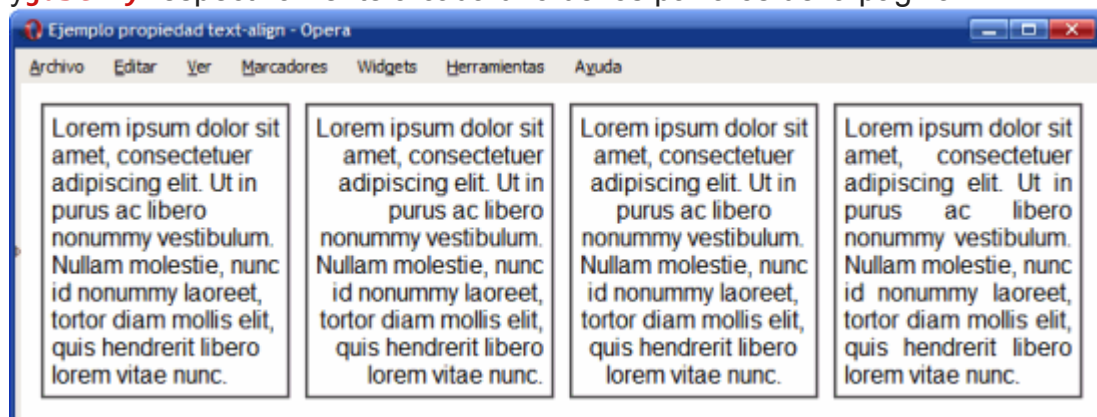 Ejemplo propiedad text-align - Opera
Archivo Editar Ver Marcadores Widgets Herramientas Ayuda
Lorem ipsum dolor sit
amet, consectetuer
adipiscing elit. Ut in
purus ac libero
nonummy vestibulum.
Nullam molestie, nunc
id nonummy laoreet,
tortor diam mollis elit,
quis hendrerit libero
lorem vitae nunc.
Lorem ipsum dolor sit
amet, consectetuer
adipiscing elit. Ut in
purus ac libero
nonummy vestibulum.
Nullam molestie, nunc
id nonummy laoreet,
tortor diam mollis elit,
quis hendrerit libero
lorem vitae nunc.
Lorem ipsum dolor sit
amet, consectetuer
adipiscing elit. Ut in
purus ac libero
nonummy vestibulum.
Nullam molestie, nunc
id nonummy laoreet,
tortor diam mollis elit,
quis hendrerit libero
lorem vitae nunc.
Lorem ipsum dolor sit
amet, consectetuer
adipiscing elit. Ut in
purus ac libero
nonummy vestibulum.
Nullam molestie, nunc
id nonummy laoreet,
tortor diam mollis elit,
quis hendrerit libero
lorem vitae nunc.